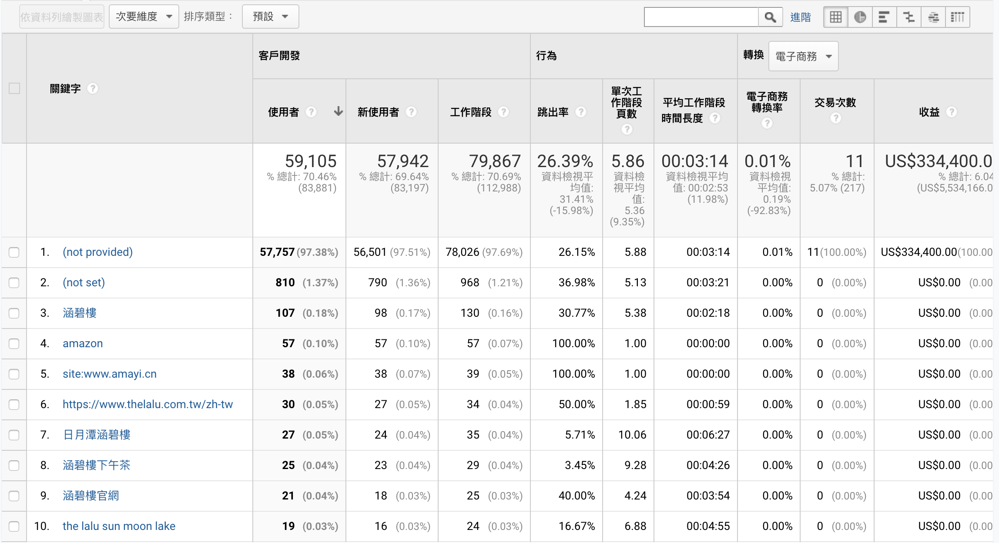 依資料列繪製圖表 次要維度 排序類型： 預設 進階
關鍵字
客戶開發 行為 轉換 電子商務
使用者 新使用者 工作階段 跳出率 單次工作階段頁數 平均工作階段時間長度 電子商務轉換率 交易次數 收益
59,105 57,942 79,867 26.39% 5.86 00:03:14 0.01% 11 US$334,400.0
% 總計: 70.46% (83,881) % 總計: 69.64% (83,197) % 總計: 70.69% (112,988) 資料檢視平均值: 31.41% (-15.98%) 資料檢視平均值: 5.36 (9.35%) 資料檢視平均值: 00:02:53 (11.98%) 資料檢視平均值: 0.19% (-92.83%) % 總計: 5.07% (217) % 總計: 6.04 (US$5,534,166.0
1. (not provided) 57,757 (97.38%) 56,501 (97.51%) 78,026 (97.69%) 26.15% 5.88 00:03:14 0.01% 11 (100.00%) US$334,400.00 (100.00
2. (not set) 810 (1.37%) 790 (1.36%) 968 (1.21%) 36.98% 5.13 00:03:21 0.00% 0 (0.00%) US$0.00 (0.00
3. 涵碧樓 107 (0.18%) 98 (0.17%) 130 (0.16%) 30.77% 5.38 00:02:18 0.00% 0 (0.00%) US$0.00 (0.00
4. amazon 57 (0.10%) 57 (0.10%) 57 (0.07%) 100.00% 1.00 00:00:00 0.00% 0 (0.00%) US$0.00 (0.00
5. site:www.amayi.cn 38 (0.06%) 38 (0.07%) 39 (0.05%) 100.00% 1.00 00:00:00 0.00% 0 (0.00%) US$0.00 (0.00
6. https://www.thelalu.com.tw/zh-tw 30 (0.05%) 27 (0.05%) 34 (0.04%) 50.00% 1.85 00:00:59 0.00% 0 (0.00%) US$0.00 (0.00
7. 日月潭涵碧樓 27 (0.05%) 24 (0.04%) 35 (0.04%) 5.71% 10.06 00:06:27 0.00% 0 (0.00%) US$0.00 (0.00
8. 涵碧樓下午茶 25 (0.04%) 23 (0.04%) 29 (0.04%) 3.45% 9.28 00:04:26 0.00% 0 (0.00%) US$0.00 (0.00
9. 涵碧樓官網 21 (0.04%) 18 (0.03%) 25 (0.03%) 40.00% 4.24 00:03:54 0.00% 0 (0.00%) US$0.00 (0.00
10. the lalu sun moon lake 19 (0.03%) 16 (0.03%) 24 (0.03%) 16.67% 6.88 00:04:55 0.00% 0 (0.00%) US$0.00 (0.00